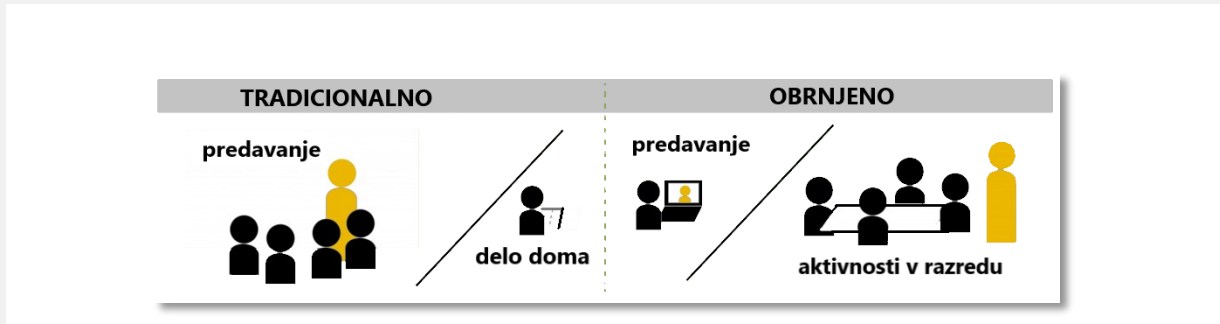 TRADICIONALNO
predavanje
delo doma
OBRNJENO
predavanje
aktivnosti v razredu